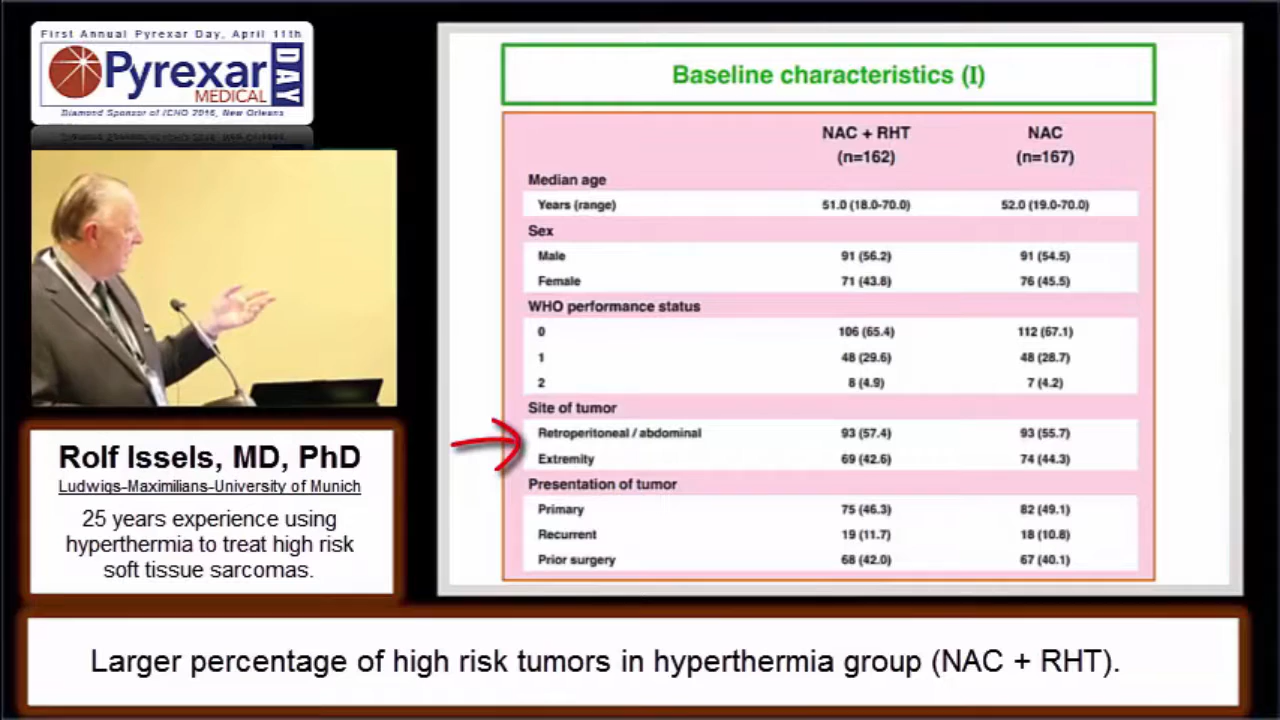 First Annual Pyrexar Day, April 11th
Pyrexar
MEDICAL
DAY
Diamond Sponsor of ICHO 2016, New Orleans
Rolf Issels, MD, PhD
Ludwigs-Maximilians-University of Munich
25 years experience using
hyperthermia to treat high risk
soft tissue sarcomas.
Baseline characteristics (I)
NAC + RHT NAC
(n=162) (n=167)
Median age
Years (range) 51.0 (18.0-70.0) 52.0 (19.0-70.0)
Sex
Male 91 (56.2) 91 (54.5)
Female 71 (43.8) 76 (45.5)
WHO performance status
0 106 (65.4) 112 (67.1)
1 48 (29.6) 48 (28.7)
2 8 (4.9) 7 (4.2)
Site of tumor
Retroperitoneal / abdominal 93 (57.4) 93 (55.7)
Extremity 69 (42.6) 74 (44.3)
Presentation of tumor
Primary 75 (46.3) 82 (49.1)
Recurrent 19 (11.7) 18 (10.8)
Prior surgery 68 (42.0) 67 (40.1)
Larger percentage of high risk tumors in hyperthermia group (NAC + RHT).